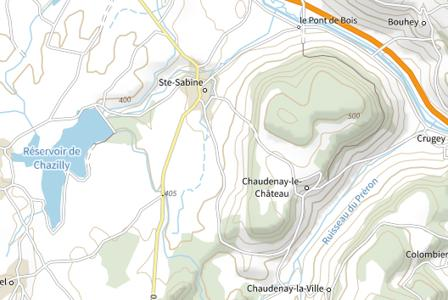 le Pont de Bois
Bouhey
Ste-Sabine
400
500
Crugey
Réservoir de
Chazilly
Chaudenay-le-
Château
405
Ruisseau du Préron
Colombier
el
Chaudenay-la-Ville